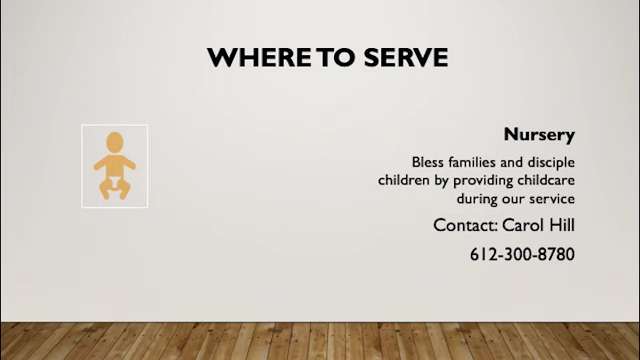 WHERE TO SERVE
Nursery
Bless families and disciple
children by providing childcare
during our service
Contact: Carol Hill
612-300-8780